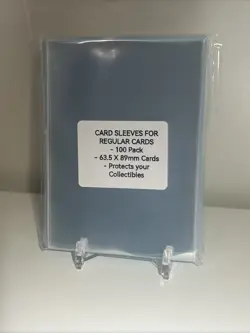 CARD SLEEVES FOR
REGULAR CARDS
- 100 Pack
- 63.5 X 89mm Cards
- Protects your
Collectibles